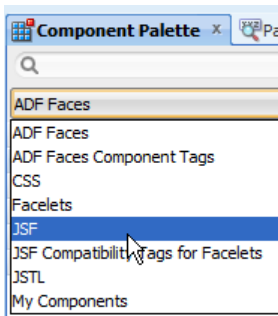 Component Palette x Pa
ADF Faces
ADF Faces
ADF Faces Component Tags
CSS
Facelets
JSF
JSF Compatibility Tags for Facelets
JSTL
My Components